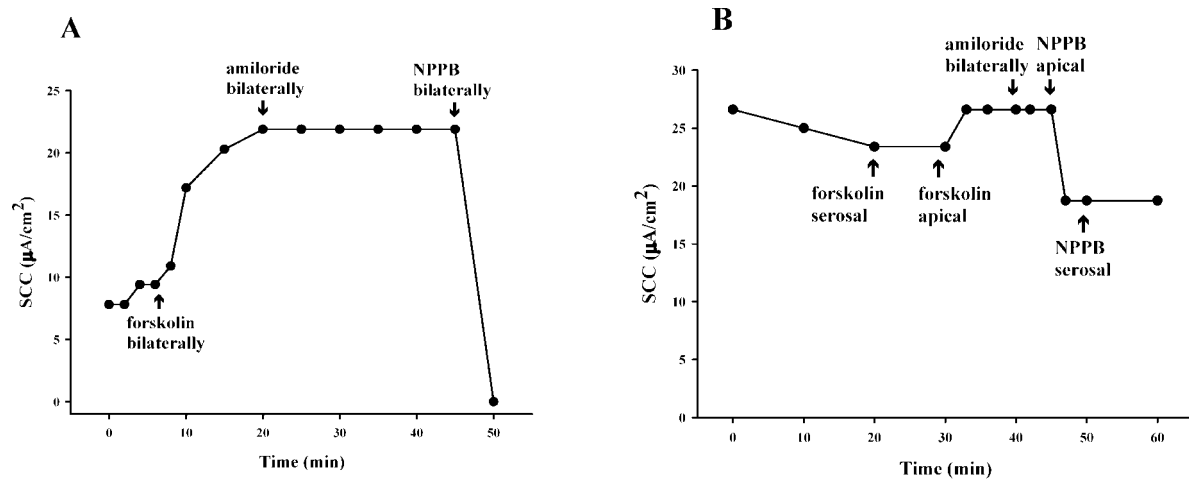 A
amiloride
bilaterally
NPPB
bilaterally
25
20
15
10
5
0
SCC (µA/cm²)
forskolin
bilaterally
0 10 20 30 40 50
Time (min)
B
amiloride
bilaterally
NPPB
apical
30
25
20
15
10
5
0
SCC (µA/cm²)
forskolin
serosal
forskolin
apical
NPPB
serosal
0 10 20 30 40 50 60
Time (min)